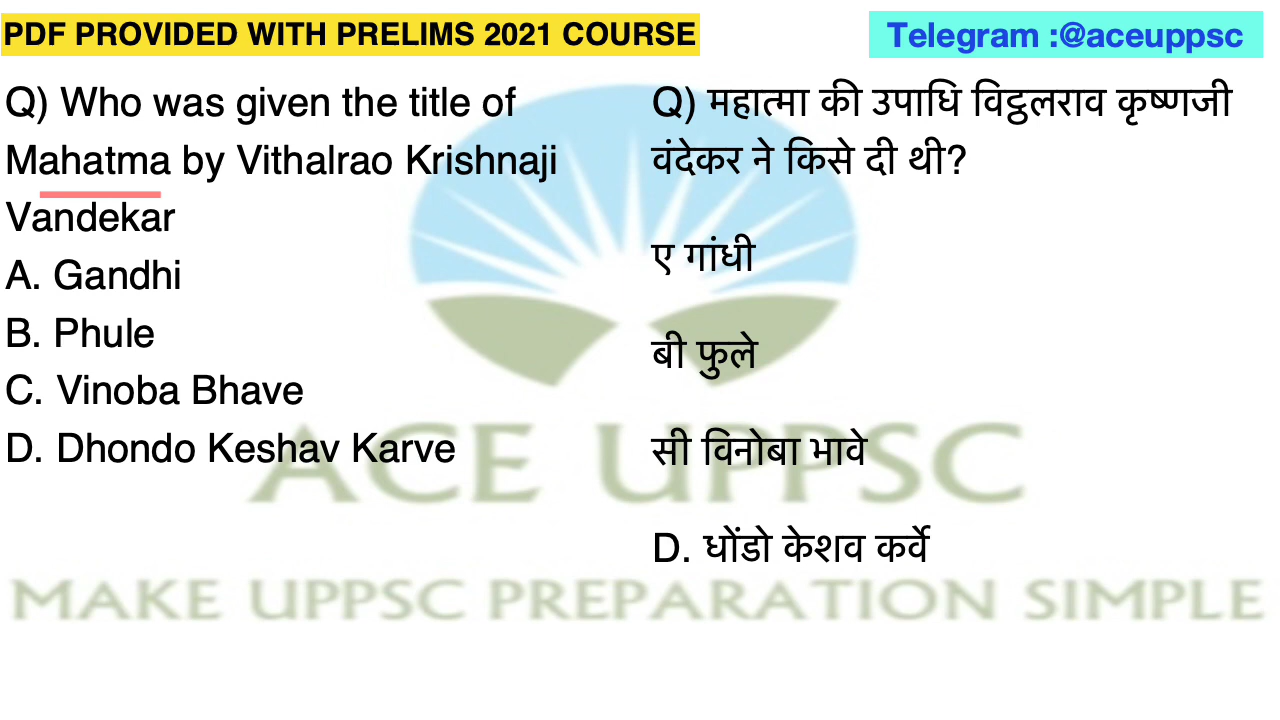 PDF PROVIDED WITH PRELIMS 2021 COURSE
Telegram :@aceuppsc
Q) Who was given the title of
Mahatma by Vithalrao Krishnaji
Vandekar
A. Gandhi
B. Phule
C. Vinoba Bhave
D. Dhondo Keshav Karve
Q) महात्मा की उपाधि विट्ठलराव कृष्णजी
वंदेकर ने किसे दी थी?
ए गांधी
बी फुले
सी विनोबा भावे
D. धोंडो केशव कर्वे
ACE UPPSC
MAKE UPPSC PREPARATION SIMPLE